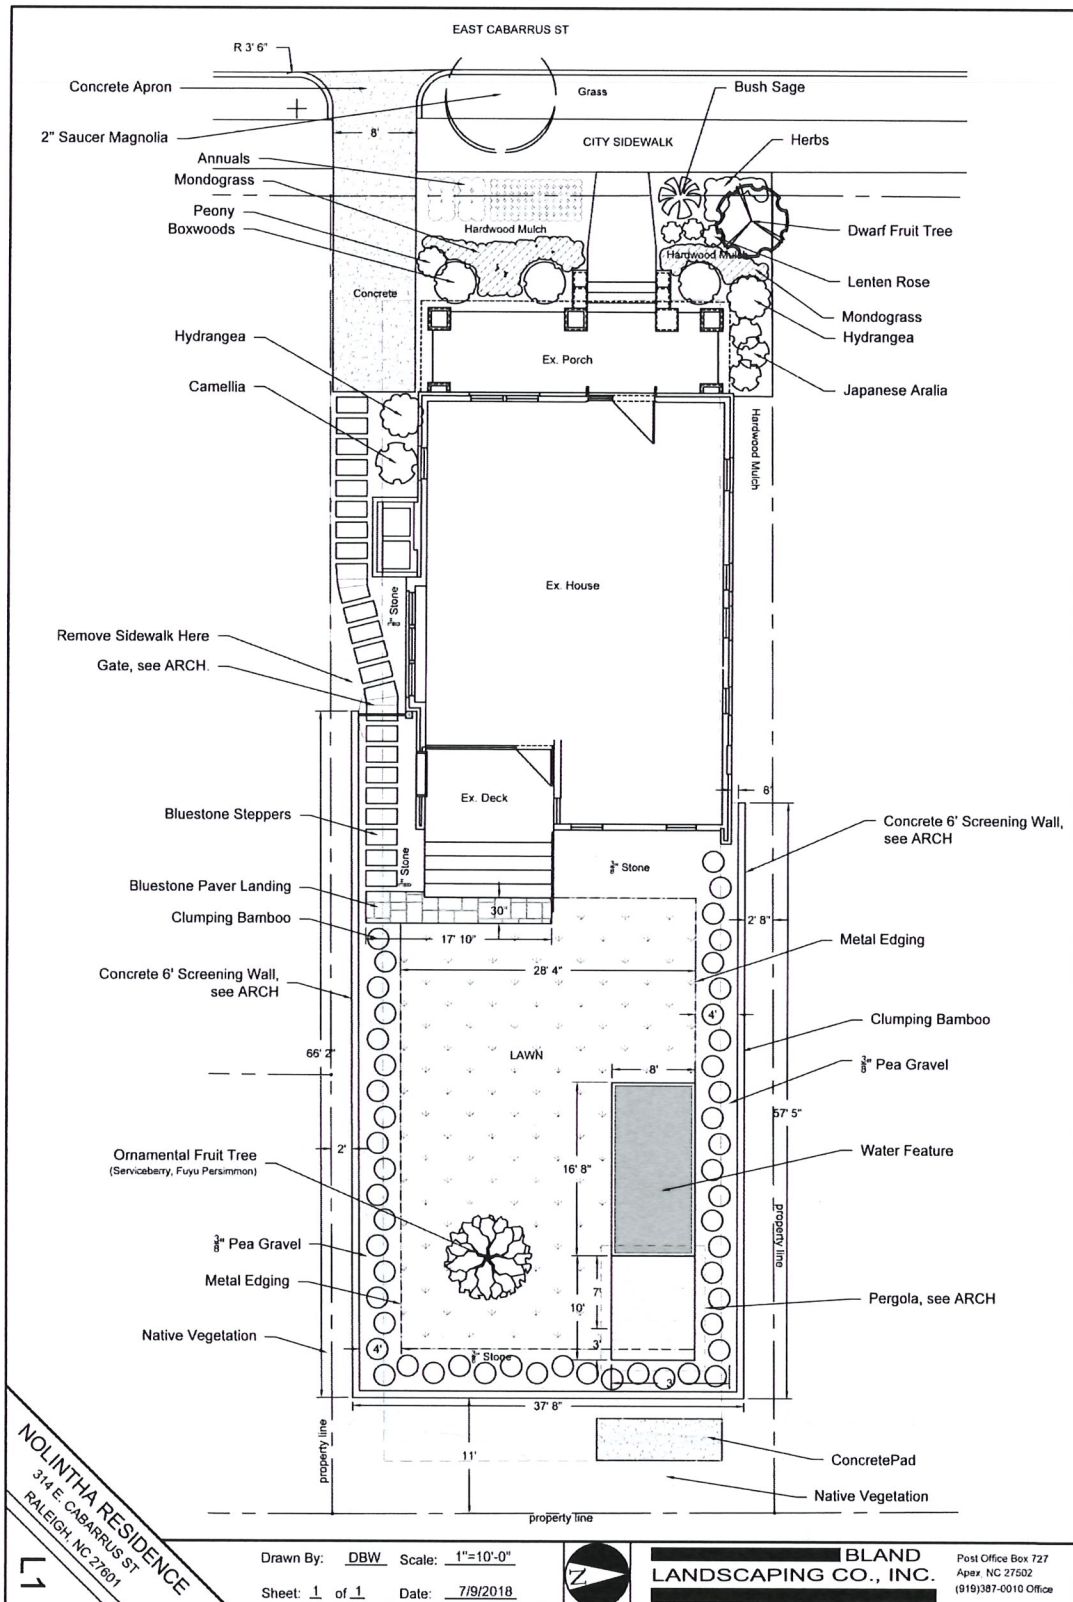 EAST CABARRUS ST
R 3' 6"
Concrete Apron
Grass
Bush Sage
2" Saucer Magnolia
8'
CITY SIDEWALK
Herbs
Annuals
Mondograss
Peony
Boxwoods
Hardwood Mulch
Hardwood Mulch
Dwarf Fruit Tree
Lenten Rose
Concrete
Mondograss
Hydrangea
Hydrangea
Ex. Porch
Camellia
Japanese Aralia
Hardwood Mulch
Ex. House
Stone
Remove Sidewalk Here
Gate, see ARCH.
Ex. Deck
6'
Bluestone Steppers
Concrete 6' Screening Wall,
see ARCH
Stone
3/8" Stone
Bluestone Paver Landing
30"
Clumping Bamboo
17' 10"
2' 8"
Metal Edging
28' 4"
Concrete 6' Screening Wall,
see ARCH
4'
Clumping Bamboo
66' 2"
LAWN
3/8" Pea Gravel
8'
57' 5"
2'
Ornamental Fruit Tree
(Serviceberry, Fuyu Persimmon)
16' 8"
Water Feature
property line
3/8" Pea Gravel
Metal Edging
7'
10'
Pergola, see ARCH
Native Vegetation
4'
3/8" Stone
3'
3'
37' 8"
property line
11'
ConcretePad
Native Vegetation
property line
NOLINTHA RESIDENCE
314 E. CABARRUS ST
RALEIGH, NC 27601
L1
Drawn By: DBW Scale: 1"=10'-0"
Sheet: 1 of 1 Date: 7/9/2018
N
BLAND
LANDSCAPING CO., INC.
Post Office Box 727
Apex, NC 27502
(919)387-0010 Office